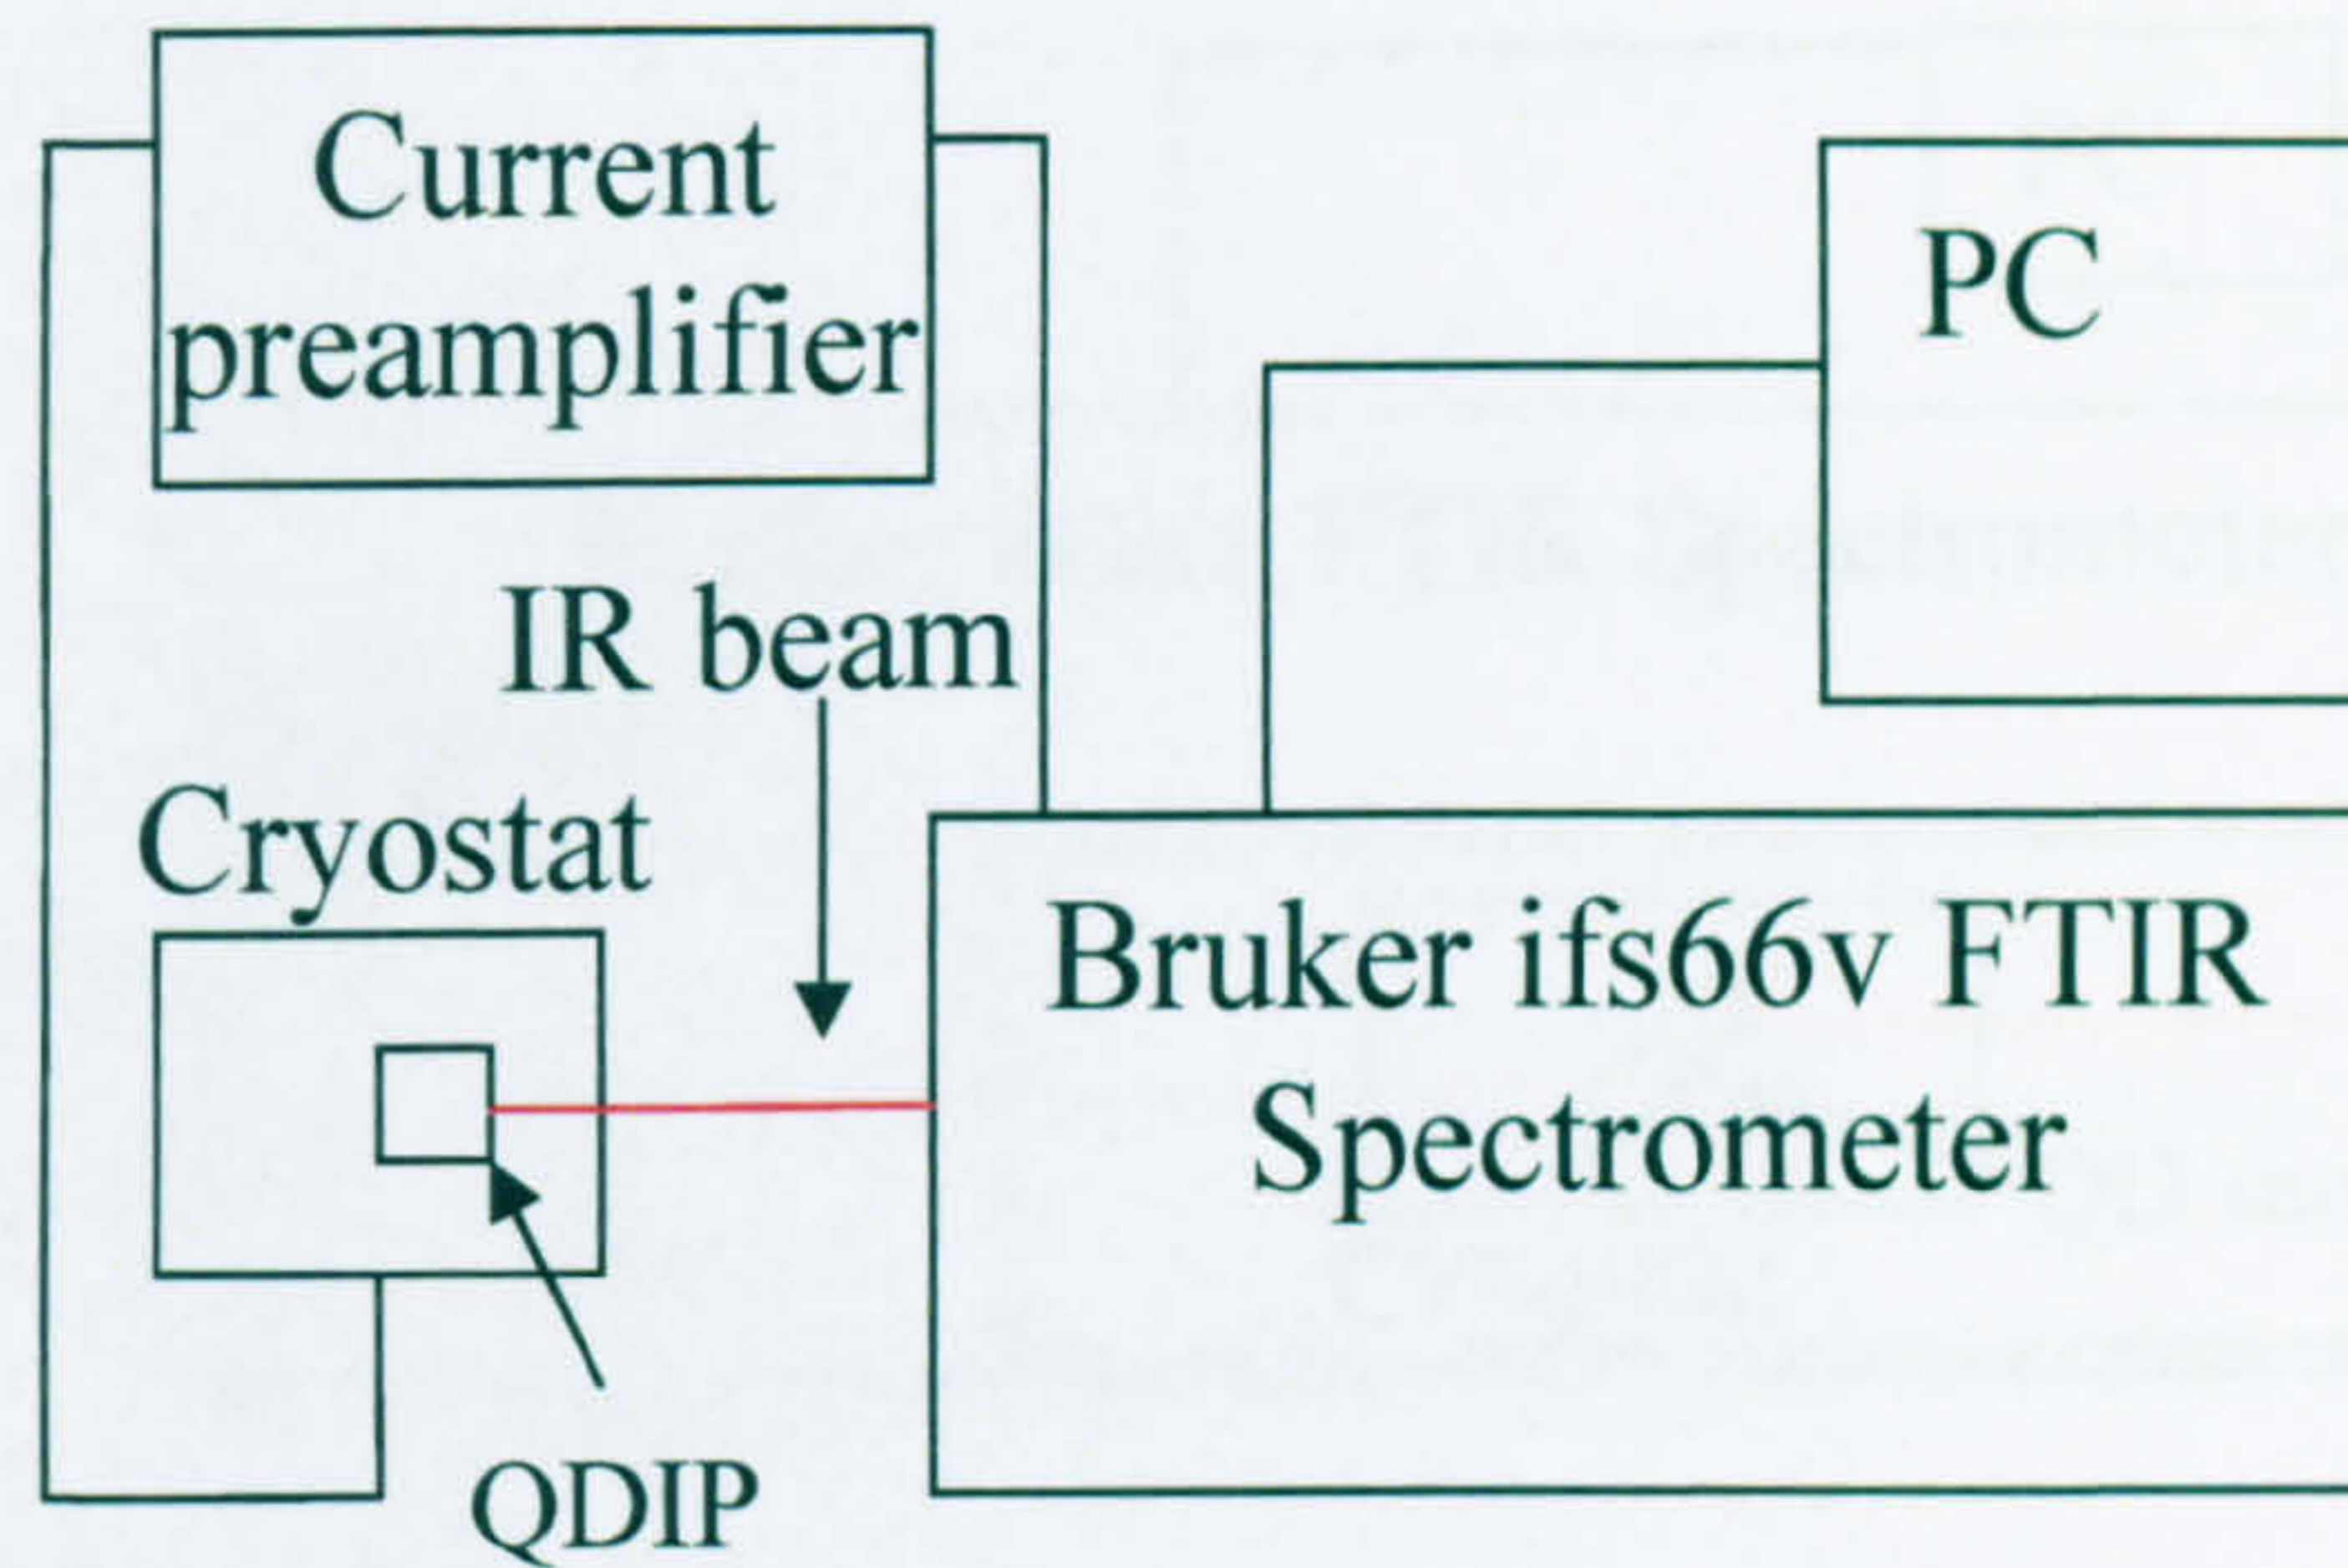 Current
preamplifier
PC
IR beam
Cryostat
Bruker ifs66v FTIR
Spectrometer
QDIP